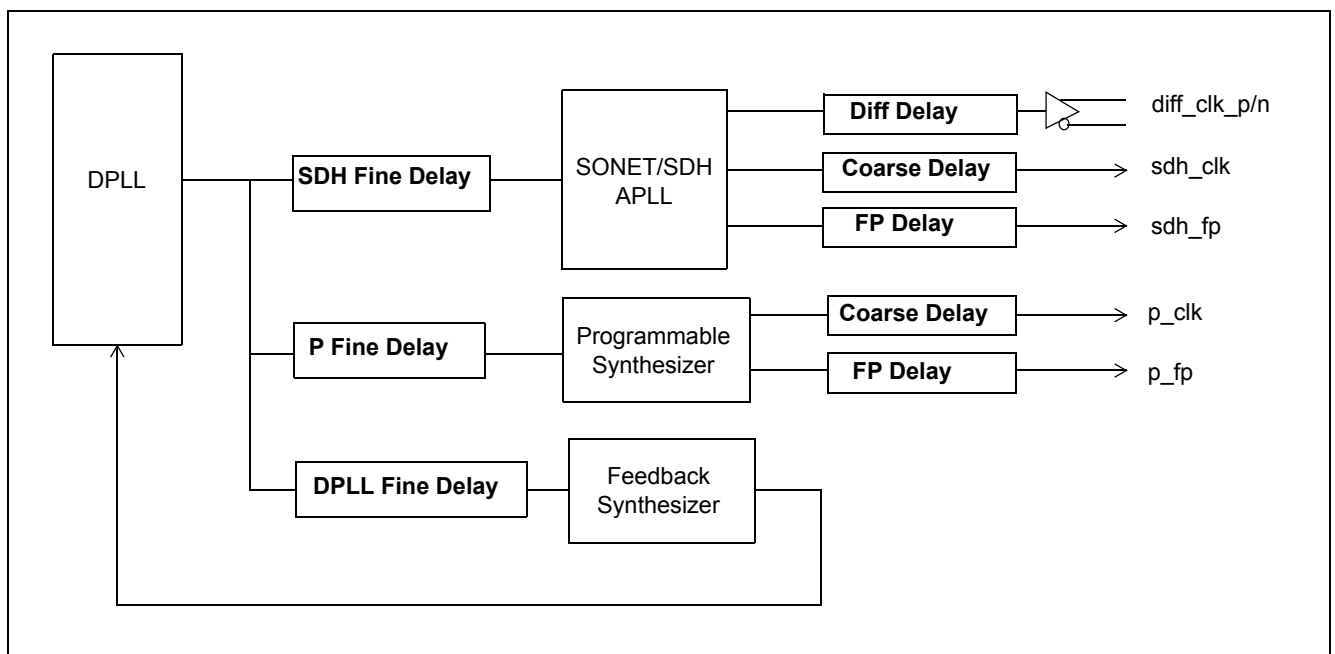 DPLL
SDH Fine Delay
SONET/SDH
APLL
Diff Delay
diff_clk_p/n
Coarse Delay
sdh_clk
FP Delay
sdh_fp
P Fine Delay
Programmable
Synthesizer
Coarse Delay
p_clk
FP Delay
p_fp
DPLL Fine Delay
Feedback
Synthesizer